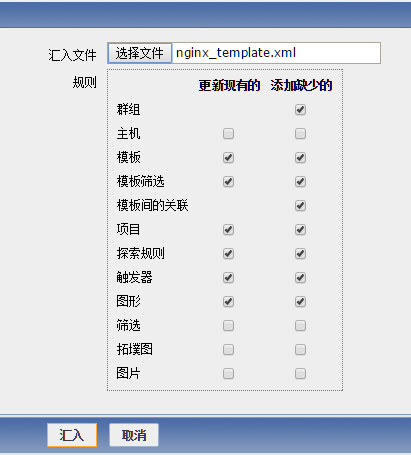 汇入文件 选择文件 nginx_template.xml
规则 更新现有的 添加缺少的
群组
主机
模板
模板筛选
模板间的关联
项目
探索规则
触发器
图形
筛选
拓墣图
图片
汇入 取消